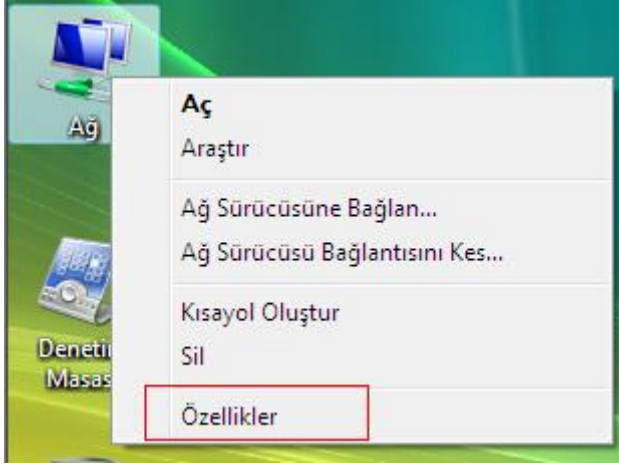 Ağ
Aç
Araştır
Ağ Sürücüsüne Bağlan...
Ağ Sürücüsü Bağlantısını Kes...
Kısayol Oluştur
Sil
Özellikler